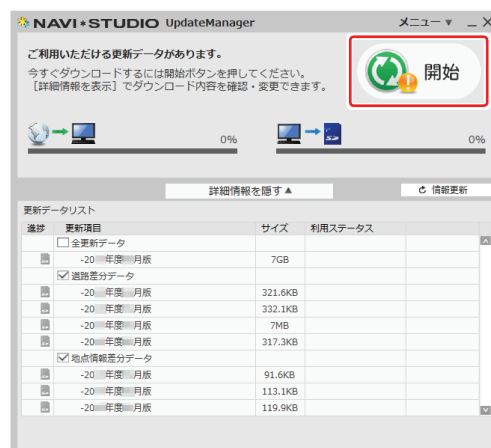 NAVI*STUDIO UpdateManager メニュー ▼ _ X
ご利用いただける更新データがあります。
今すぐダウンロードするには開始ボタンを押してください。
[詳細情報を表示]でダウンロード内容を確認・変更できます。
開始
0% 0%
詳細情報を隠す▲ 情報更新
更新データリスト
進捗 更新項目 サイズ 利用ステータス
全更新データ
-20 年度 月版 7GB
道路差分データ
-20 年度 月版 321.6KB
-20 年度 月版 332.1KB
-20 年度 月版 7MB
-20 年度 月版 317.3KB
地点情報差分データ
-20 年度 月版 91.6KB
-20 年度 月版 113.1KB
-20 年度 月版 119.9KB